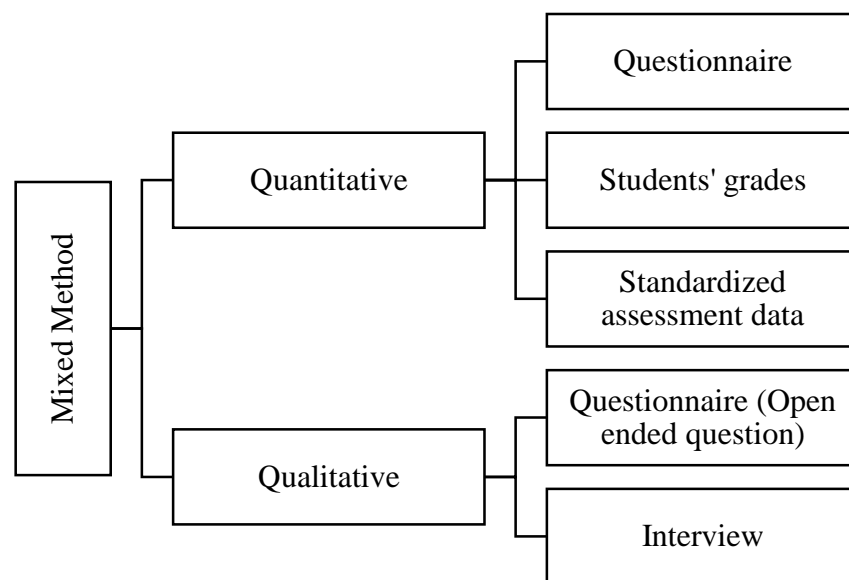 Mixed Method
Quantitative
Questionnaire
Students' grades
Standardized
assessment data
Qualitative
Questionnaire (Open
ended question)
Interview